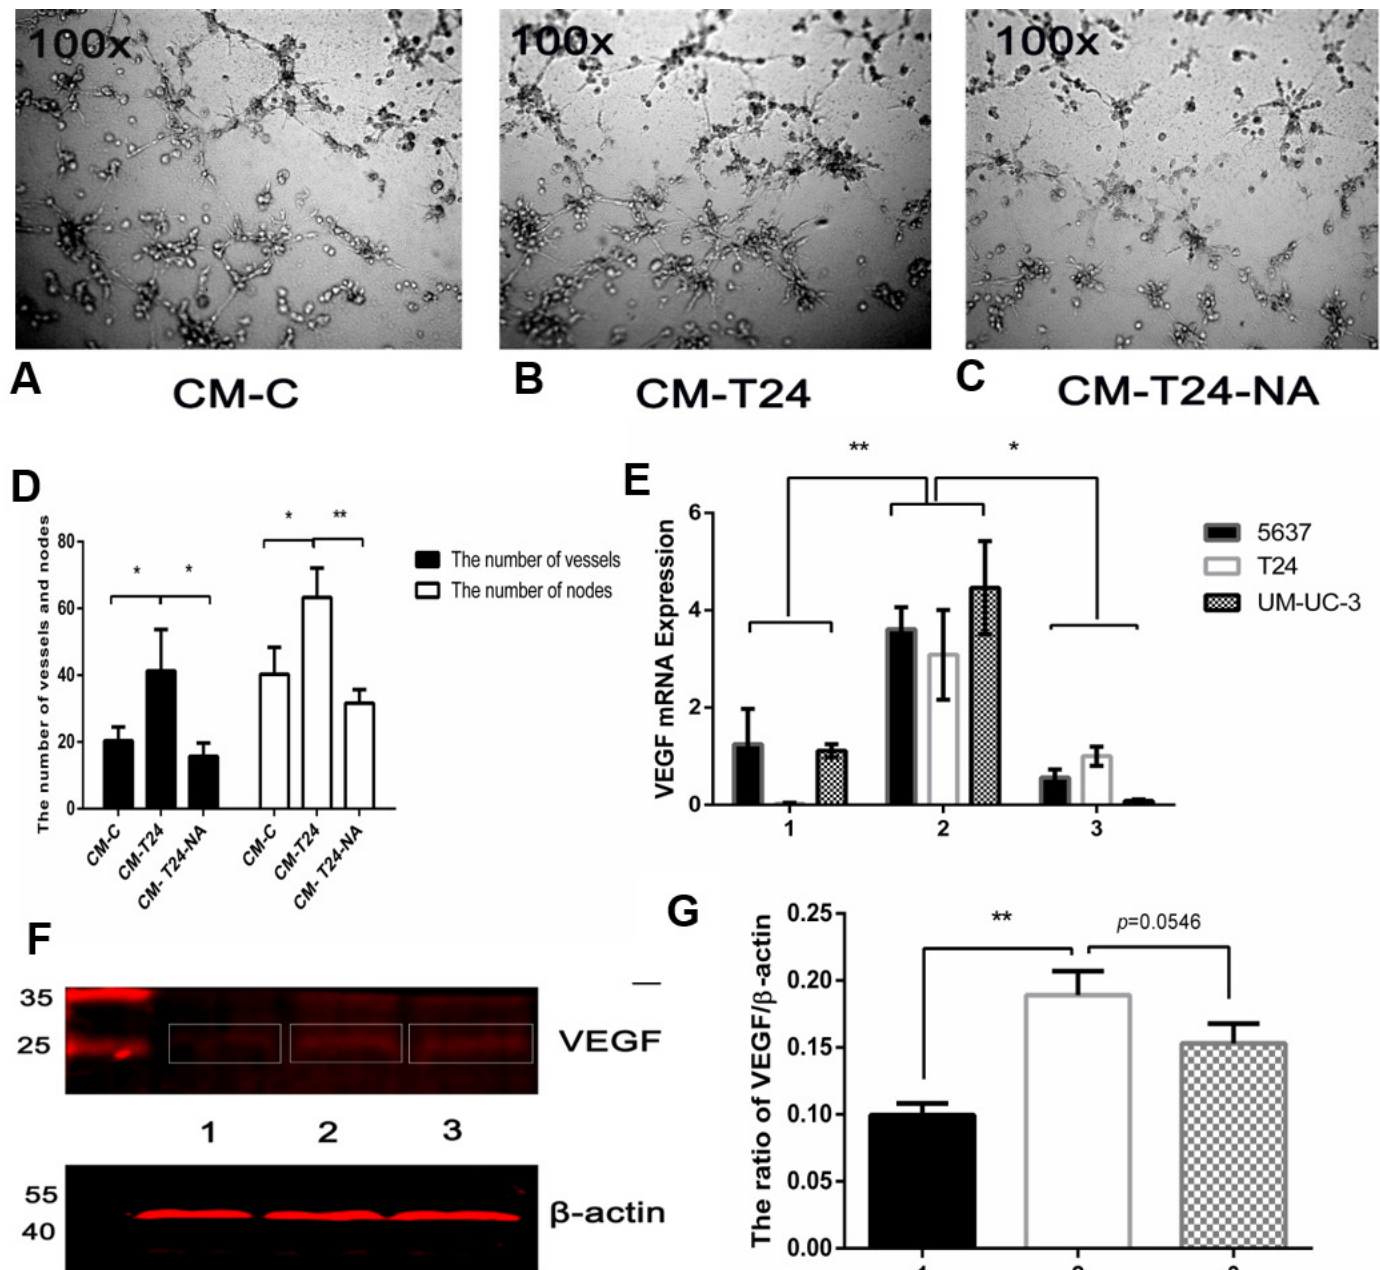 100x
100x
100x
A
CM-C
B
CM-T24
C
CM-T24-NA
D
The number of vessels and nodes
80
60
40
20
0
*
*
*
**
CM-C
CM-T24
CM- T24-NA
CM-C
CM-T24
CM- T24-NA
The number of vessels
The number of nodes
E
VEGF mRNA Expression
6
4
2
0
**
*
1
2
3
5637
T24
UM-UC-3
F
35
25
VEGF
1
2
3
55
40
β-actin
G
The ratio of VEGF/β-actin
0.25
0.20
0.15
0.10
0.05
0.00
**
p=0.0546